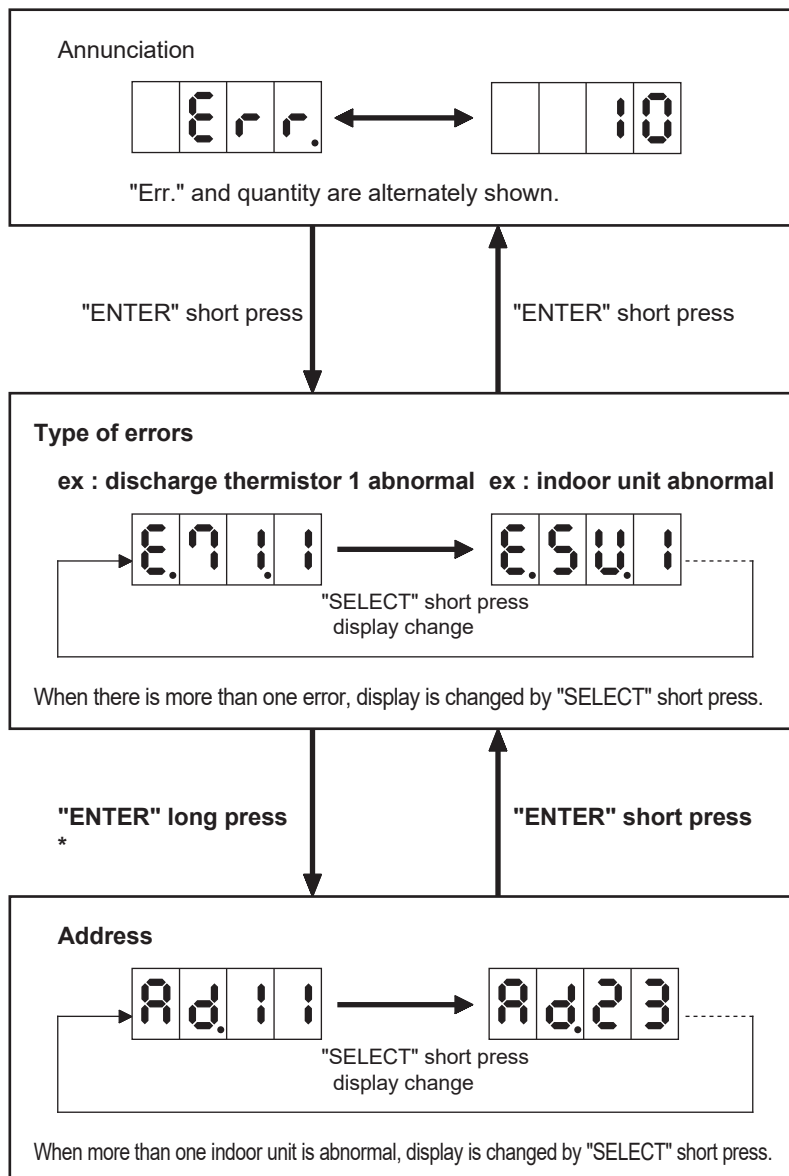 Annunciation
Err. 10
"Err." and quantity are alternately shown.
"ENTER" short press "ENTER" short press
Type of errors
ex : discharge thermistor 1 abnormal ex : indoor unit abnormal
E.71.1 E.5U.1
"SELECT" short press
display change
When there is more than one error, display is changed by "SELECT" short press.
"ENTER" long press "ENTER" short press
*
Address
Ad.11 Ad.23
"SELECT" short press
display change
When more than one indoor unit is abnormal, display is changed by "SELECT" short press.